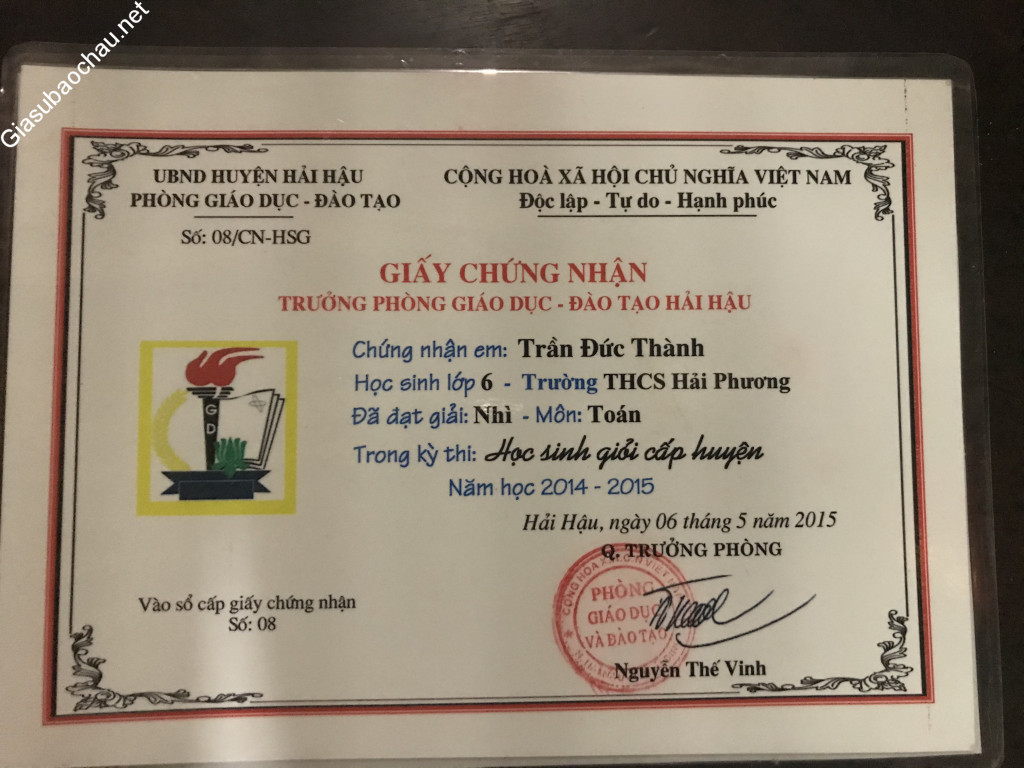 Giasubaochau.net
UBND HUYỆN HẢI HẬU
PHÒNG GIÁO DỤC - ĐÀO TẠO
Số: 08/CN-HSG
CỘNG HOÀ XÃ HỘI CHỦ NGHĨA VIỆT NAM
Độc lập - Tự do - Hạnh phúc
GIẤY CHỨNG NHẬN
TRƯỞNG PHÒNG GIÁO DỤC - ĐÀO TẠO HẢI HẬU
GD
Chứng nhận em: Trần Đức Thành
Học sinh lớp 6 - Trường THCS Hải Phương
Đã đạt giải: Nhì - Môn: Toán
Trong kỳ thi: Học sinh giỏi cấp huyện
Năm học 2014 - 2015
Hải Hậu, ngày 06 tháng 5 năm 2015
Q. TRƯỞNG PHÒNG
PHÒNG
GIÁO DỤC
VÀ ĐÀO TẠO
Nguyễn Thế Vinh
Vào sổ cấp giấy chứng nhận
Số: 08